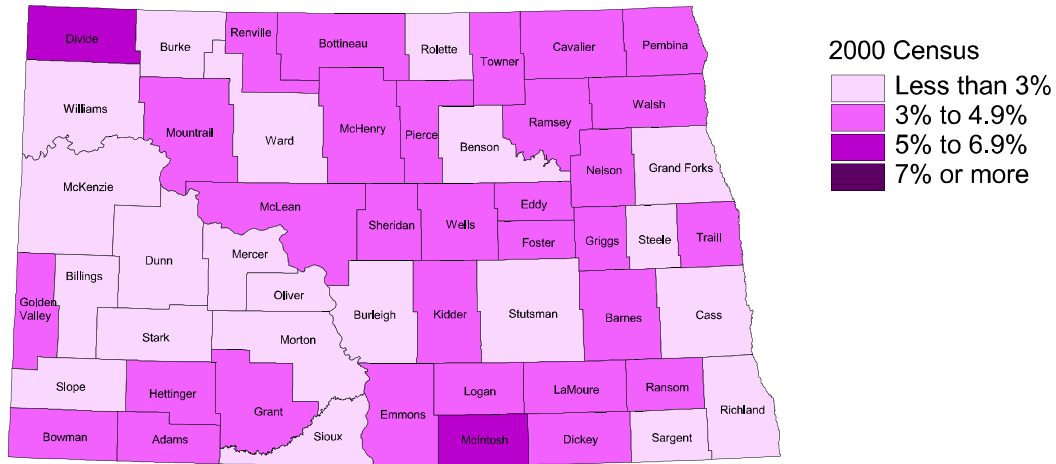 2000 Census
Less than 3%
3% to 4.9%
5% to 6.9%
7% or more
Divide
Burke
Renville
Bottineau
Rolette
Towner
Cavalier
Pembina
Williams
Mountrail
Ward
McHenry
Pierce
Benson
Ramsey
Walsh
Nelson
Grand Forks
McKenzie
McLean
Sheridan
Wells
Eddy
Foster
Griggs
Steele
Traill
Dunn
Mercer
Oliver
Billings
Golden
Valley
Stark
Morton
Burleigh
Kidder
Stutsman
Barnes
Cass
Slope
Hettinger
Grant
Emmons
Logan
LaMoure
Ransom
Richland
Bowman
Adams
Sioux
McIntosh
Dickey
Sargent